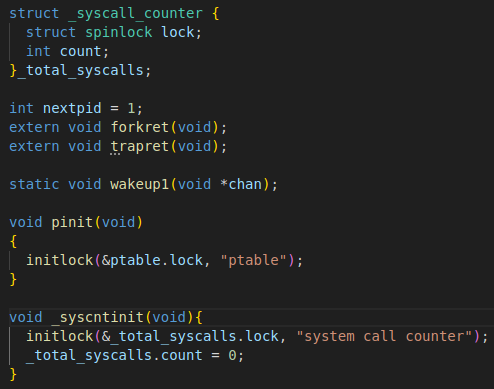 struct _syscall_counter {
  struct spinlock lock;
  int count;
}_total_syscalls;

int nextpid = 1;
extern void forkret(void);
extern void trapret(void);

static void wakeup1(void *chan);

void pinit(void)
{
  initlock(&ptable.lock, "ptable");
}

void _syscntinit(void){
  initlock(&_total_syscalls.lock, "system call counter");
  _total_syscalls.count = 0;
}